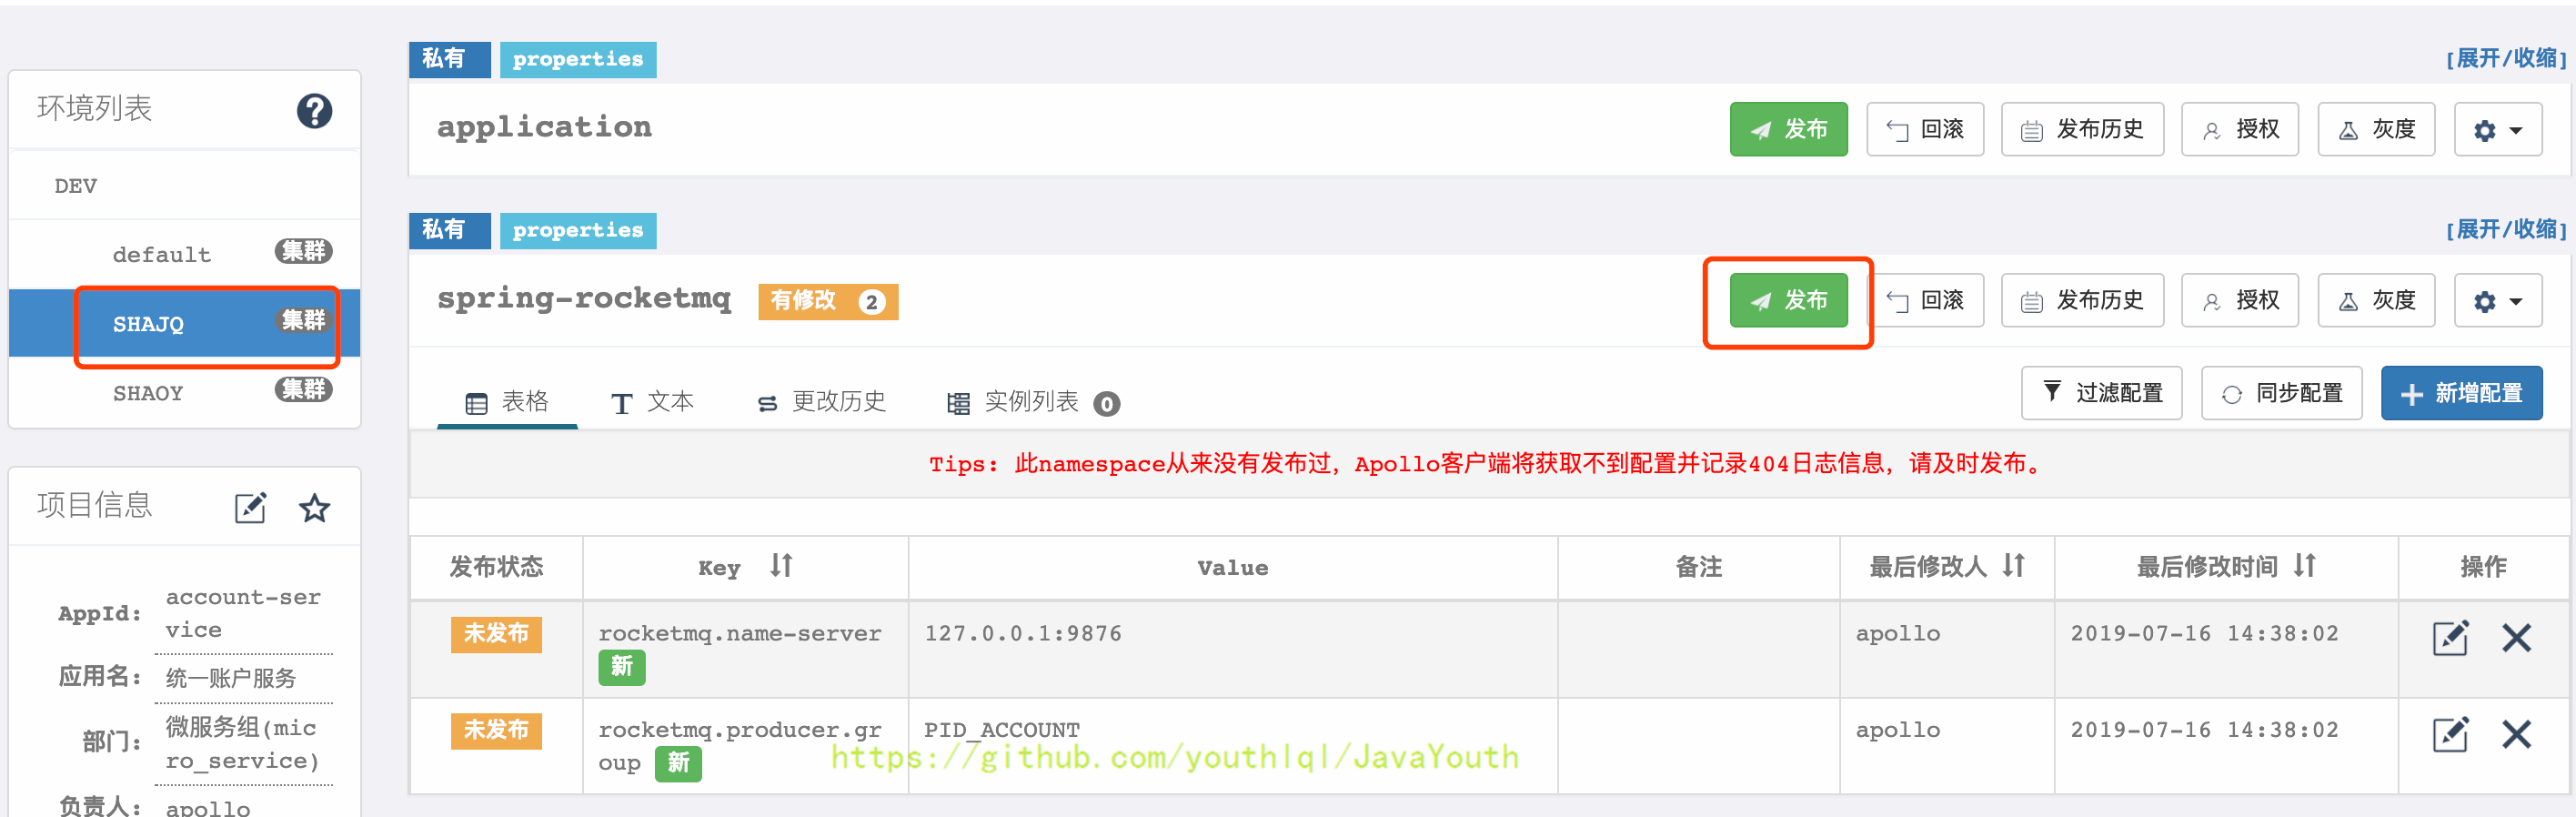 环境列表
DEV
default 集群
SHAJQ 集群
SHAOY 集群
项目信息
AppId: account-ser
vice
应用名: 统一账户服务
部门: 微服务组(mic
ro_service)
负责人: apollo
私有 properties [展开/收缩]
application 发布 回滚 发布历史 授权 灰度
私有 properties [展开/收缩]
spring-rocketmq 有修改 2 发布 回滚 发布历史 授权 灰度
表格 文本 更改历史 实例列表 0 过滤配置 同步配置 新增配置
Tips: 此namespace从来没有发布过，Apollo客户端将获取不到配置并记录404日志信息，请及时发布。
发布状态 Key Value 备注 最后修改人 最后修改时间 操作
未发布 rocketmq.name-server 127.0.0.1:9876 apollo 2019-07-16 14:38:02
新
未发布 rocketmq.producer.gr PID_ACCOUNT apollo 2019-07-16 14:38:02
oup 新
https://github.com/youthlql/JavaYouth